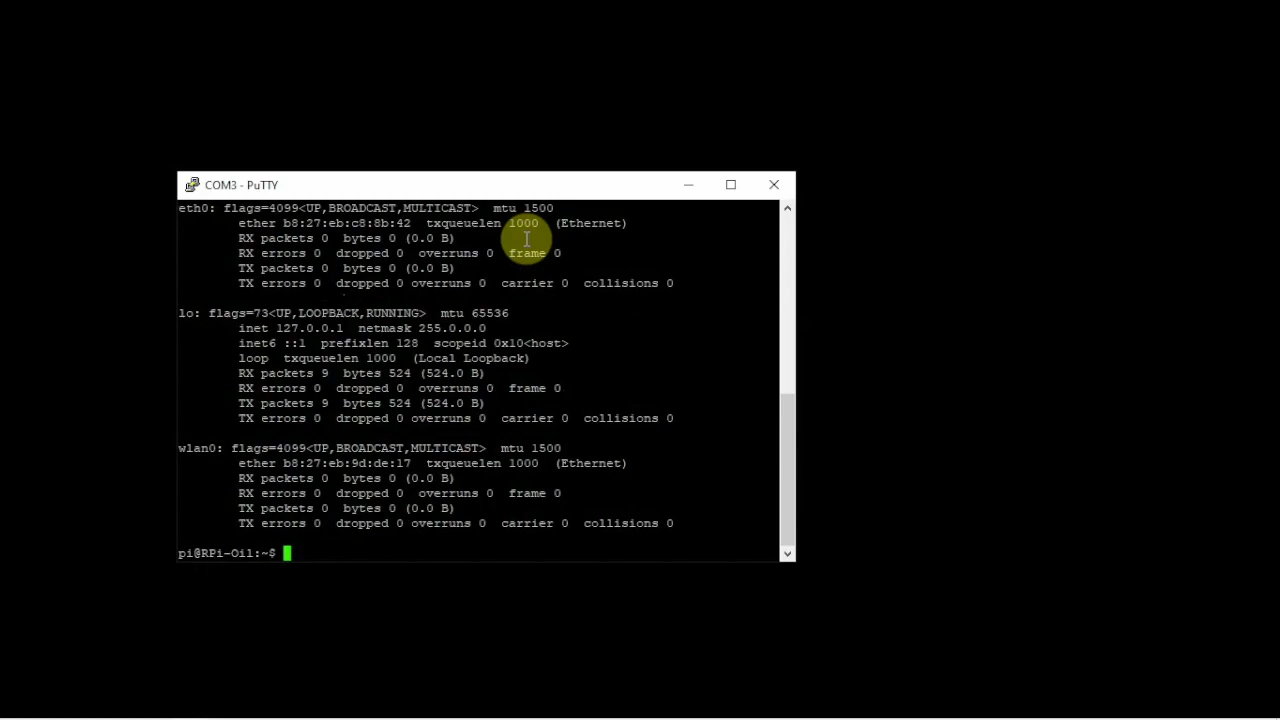 COM3 - PuTTY
eth0: flags=4099<UP,BROADCAST,MULTICAST>  mtu 1500
        ether b8:27:eb:c8:8b:42  txqueuelen 1000  (Ethernet)
        RX packets 0  bytes 0 (0.0 B)
        RX errors 0  dropped 0  overruns 0  frame 0
        TX packets 0  bytes 0 (0.0 B)
        TX errors 0  dropped 0 overruns 0  carrier 0  collisions 0
lo: flags=73<UP,LOOPBACK,RUNNING>  mtu 65536
        inet 127.0.0.1  netmask 255.0.0.0
        inet6 ::1  prefixlen 128  scopeid 0x10<host>
        loop  txqueuelen 1000  (Local Loopback)
        RX packets 9  bytes 524 (524.0 B)
        RX errors 0  dropped 0  overruns 0  frame 0
        TX packets 9  bytes 524 (524.0 B)
        TX errors 0  dropped 0 overruns 0  carrier 0  collisions 0
wlan0: flags=4099<UP,BROADCAST,MULTICAST>  mtu 1500
        ether b8:27:eb:9d:de:17  txqueuelen 1000  (Ethernet)
        RX packets 0  bytes 0 (0.0 B)
        RX errors 0  dropped 0  overruns 0  frame 0
        TX packets 0  bytes 0 (0.0 B)
        TX errors 0  dropped 0 overruns 0  carrier 0  collisions 0
pi@RPi-Oil:~$